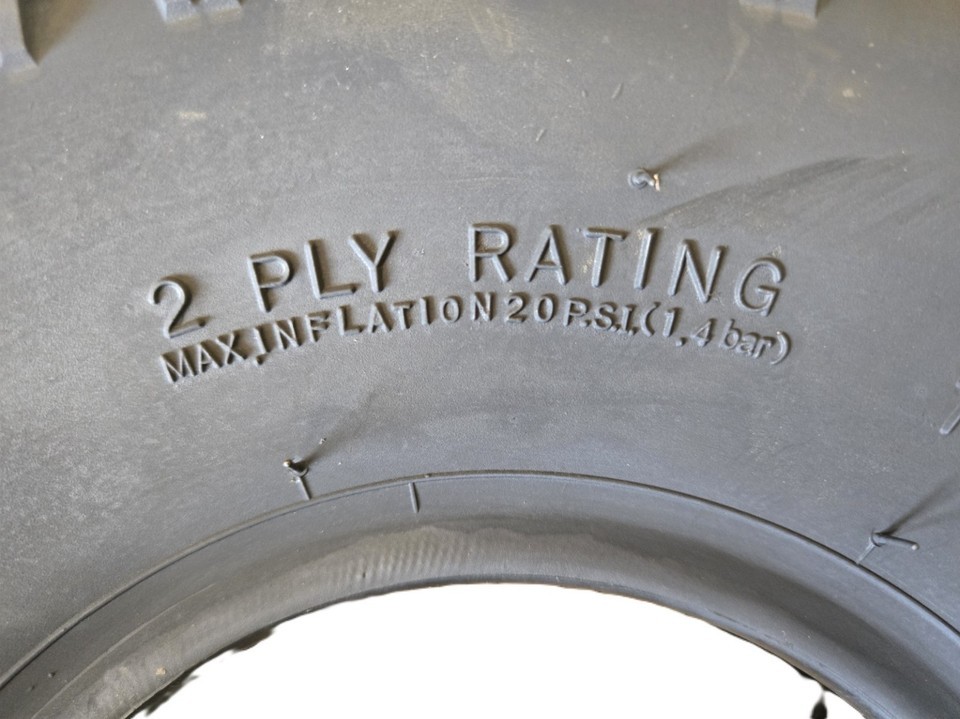 2 PLY RATING
MAX.INFLATION 20 P.S.I.(1,4 bar)